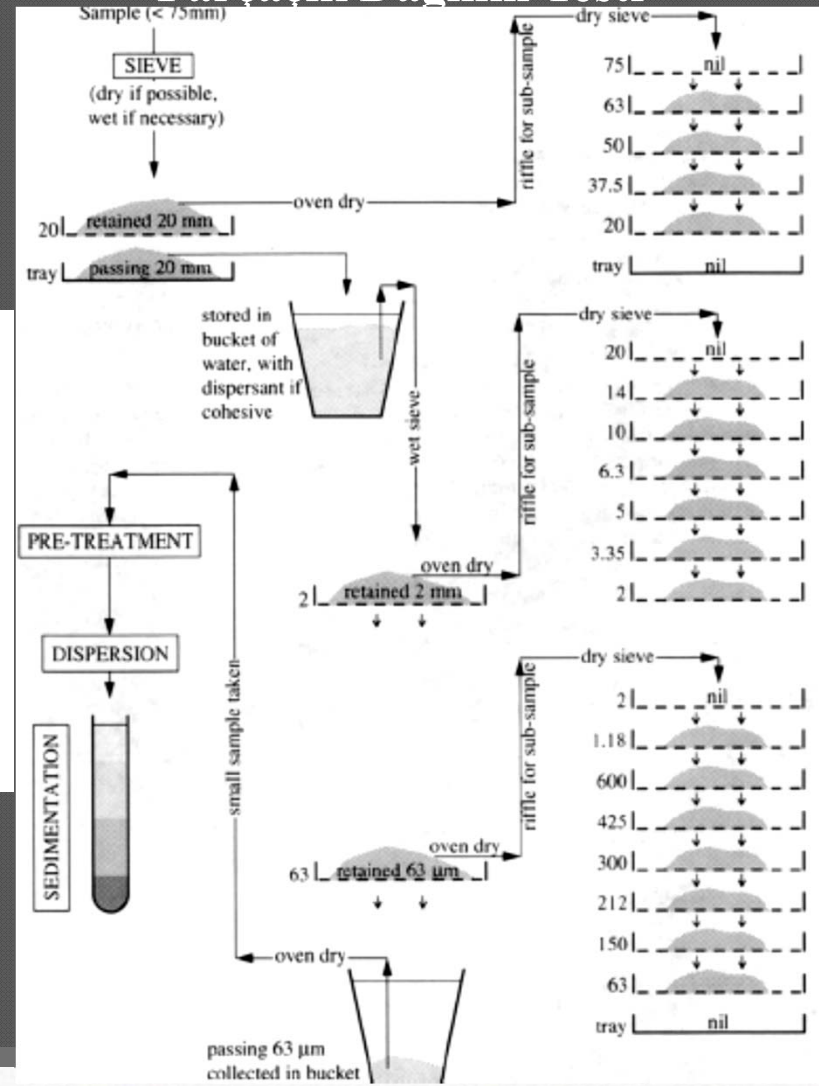 Parçaçın Dağılım Testi
Sample (< 75mm)
SIEVE
(dry if possible,
wet if necessary)
20 retained 20 mm
tray passing 20 mm
oven dry
riffle for sub-sample
dry sieve
75 nil
63
50
37.5
20
tray nil
stored in
bucket of
water, with
dispersant if
cohesive
wet sieve
2 retained 2 mm
oven dry
riffle for sub-sample
dry sieve
20 nil
14
10
6.3
5
3.35
2
63 retained 63 µm
oven dry
riffle for sub-sample
dry sieve
2 nil
1.18
600
425
300
212
150
63
tray nil
passing 63 µm
collected in bucket
oven dry
small sample taken
PRE-TREATMENT
DISPERSION
SEDIMENTATION